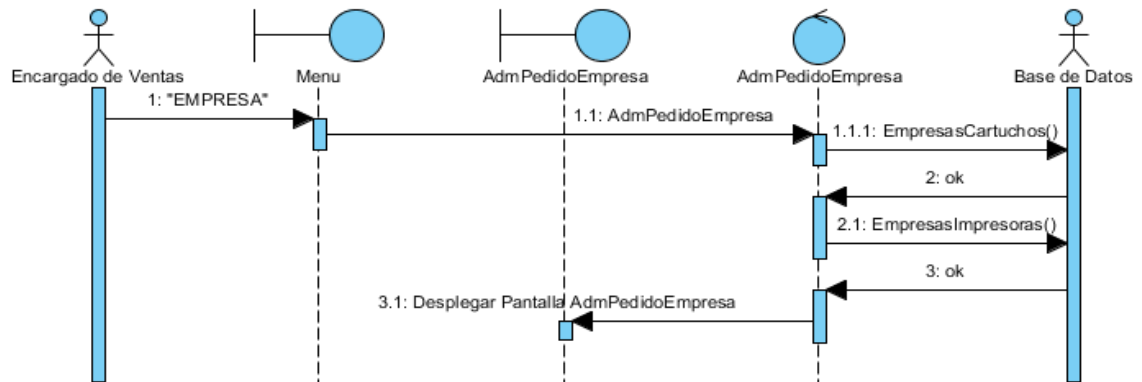 Encargado de Ventas
Menu
AdmPedidoEmpresa
AdmPedidoEmpresa
Base de Datos
1: "EMPRESA"
1.1: AdmPedidoEmpresa
1.1.1: EmpresasCartuchos()
2: ok
2.1: EmpresasImpresoras()
3: ok
3.1: Desplegar Pantalla AdmPedidoEmpresa